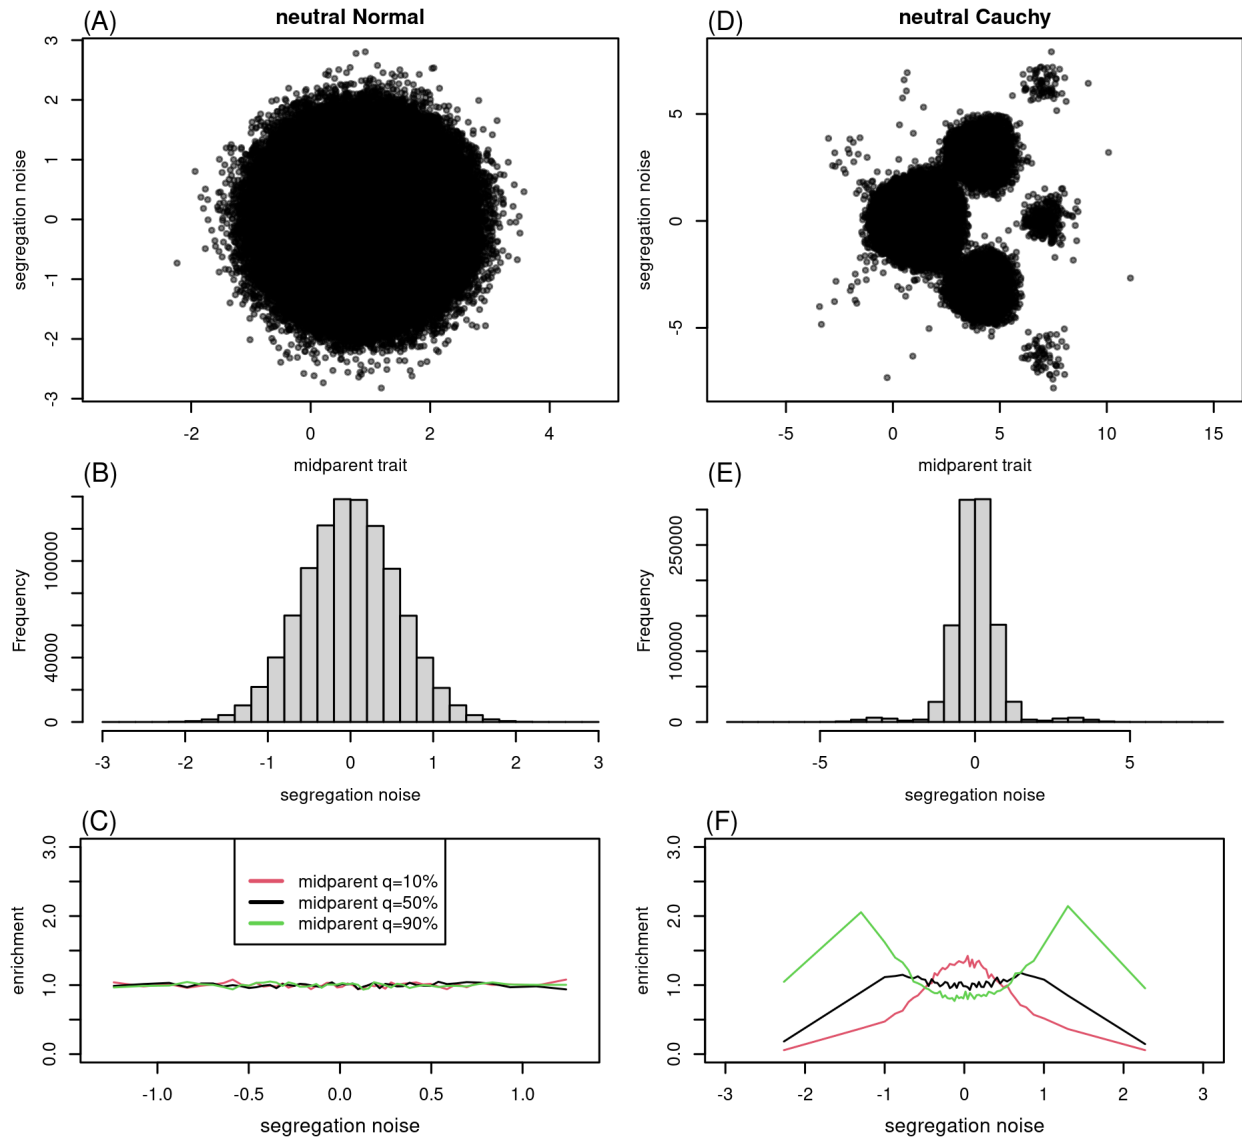 (A) neutral Normal
3
2
1
0
-1
-2
-3
segregation noise
-2 0 2 4
midparent trait
(D) neutral Cauchy
5
0
-5
segregation noise
-5 0 5 10 15
midparent trait
(B)
100000
40000
0
Frequency
-3 -2 -1 0 1 2 3
segregation noise
(E)
250000
100000
0
Frequency
-5 0 5
segregation noise
(C)
3.0
2.0
1.0
0.0
enrichment
midparent q=10%
midparent q=50%
midparent q=90%
-1.0 -0.5 0.0 0.5 1.0
segregation noise
(F)
3.0
2.0
1.0
0.0
enrichment
-3 -2 -1 0 1 2 3
segregation noise